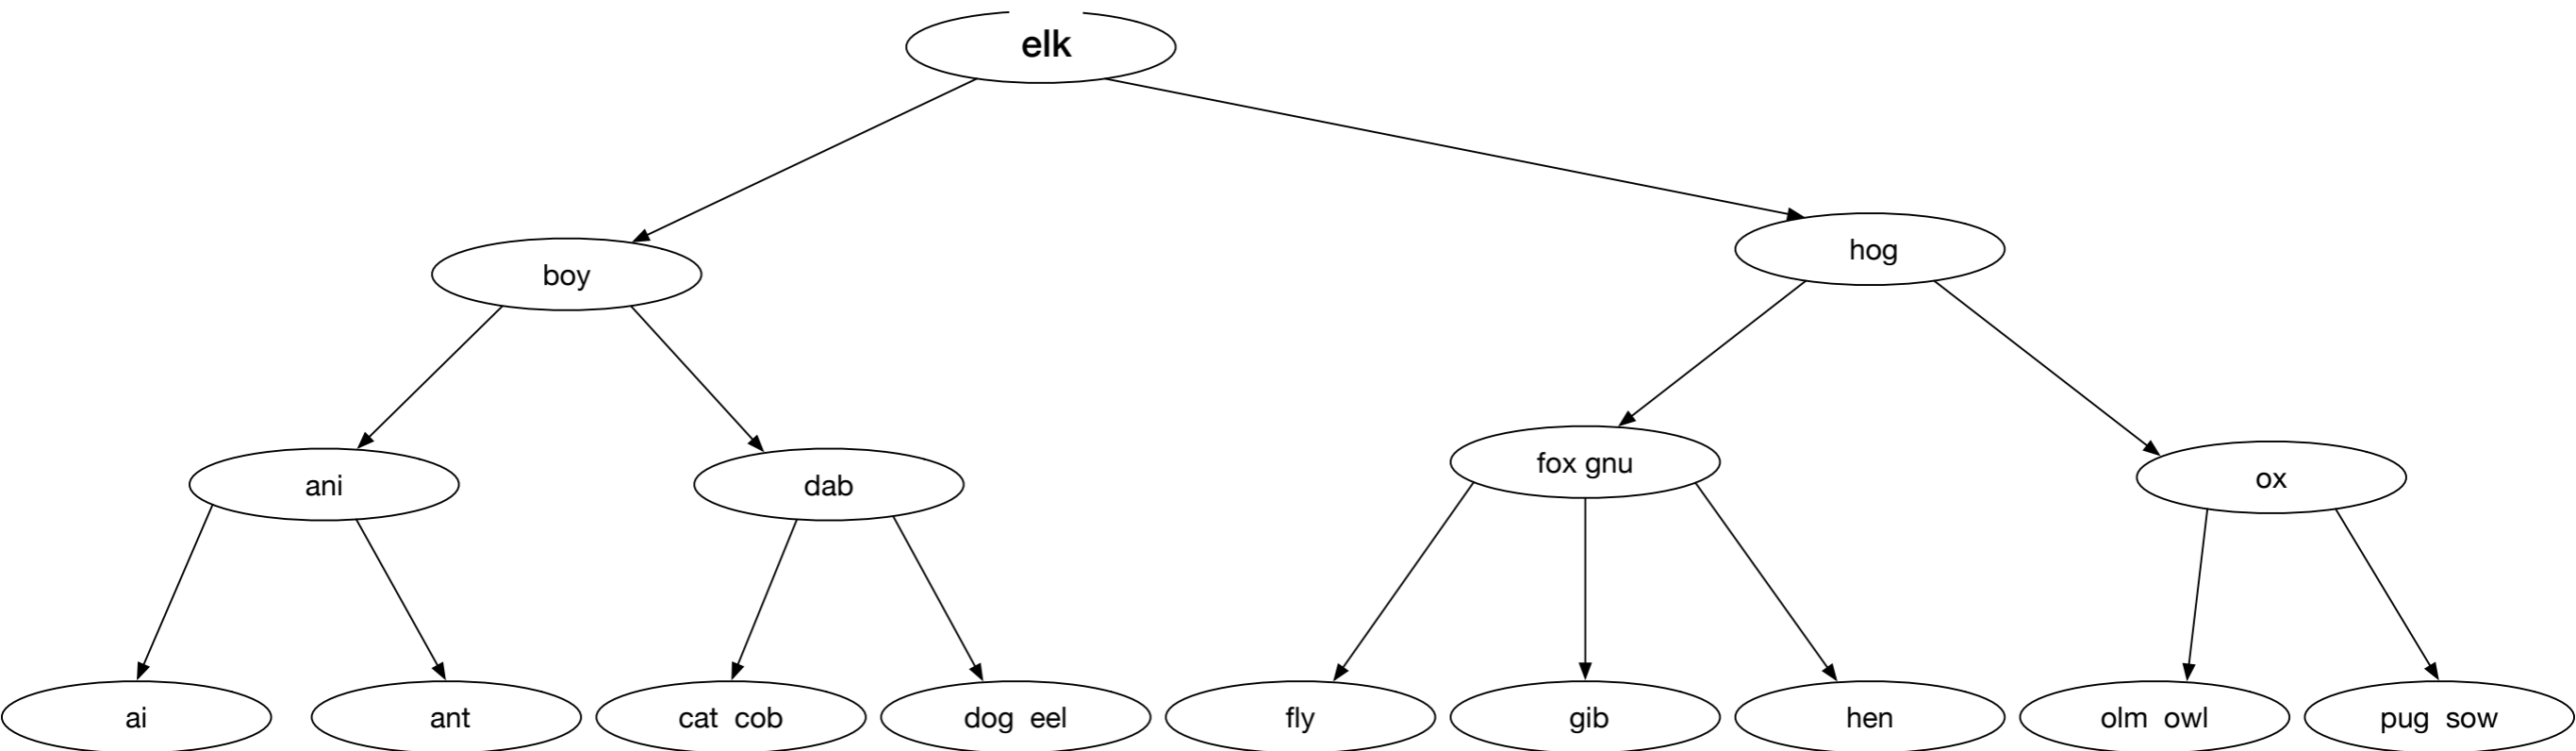 elk
boy
hog
ani
dab
fox gnu
ox
ai
ant
cat cob
dog eel
fly
gib
hen
olm owl
pug sow